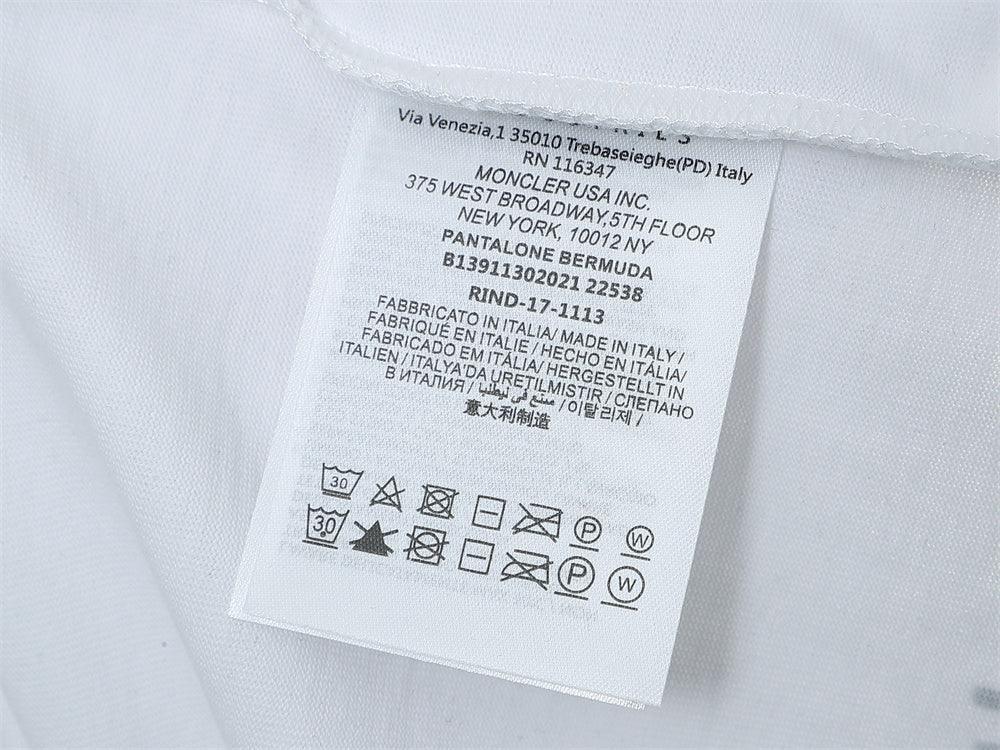 Via Venezia,1 35010 Trebaseieghe(PD) Italy
RN 116347
MONCLER USA INC.
375 WEST BROADWAY,5TH FLOOR
NEW YORK, 10012 NY
PANTALONE BERMUDA
B13911302021 22538
RIND-17-1113
FABBRICATO IN ITALIA/ MADE IN ITALY /
FABRIQUÉ EN ITALIE / HECHO EN ITÁLIA/
FABRICADO EM ITÁLIA/ HERGESTELLT IN
ITALIEN / ITALYA'DA URETILMISTIR / СЛЕПАНО
В ИТАЛИЯ / في / 이탈리제 /
意大利制造
30 P W
30 P W